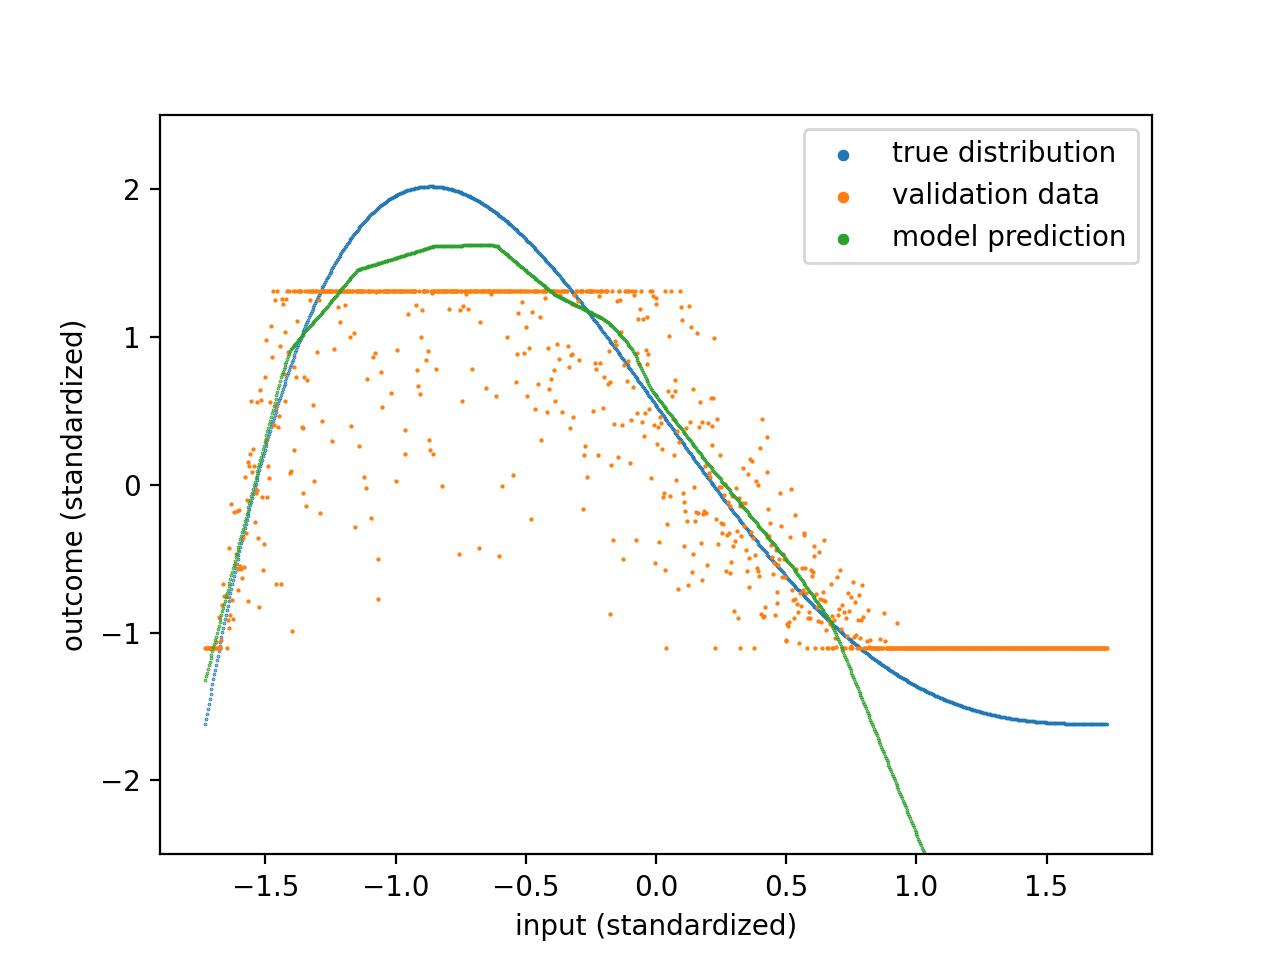 true distribution
validation data
model prediction
2
1
0
−1
−2
outcome (standardized)
−1.5 −1.0 −0.5 0.0 0.5 1.0 1.5
input (standardized)